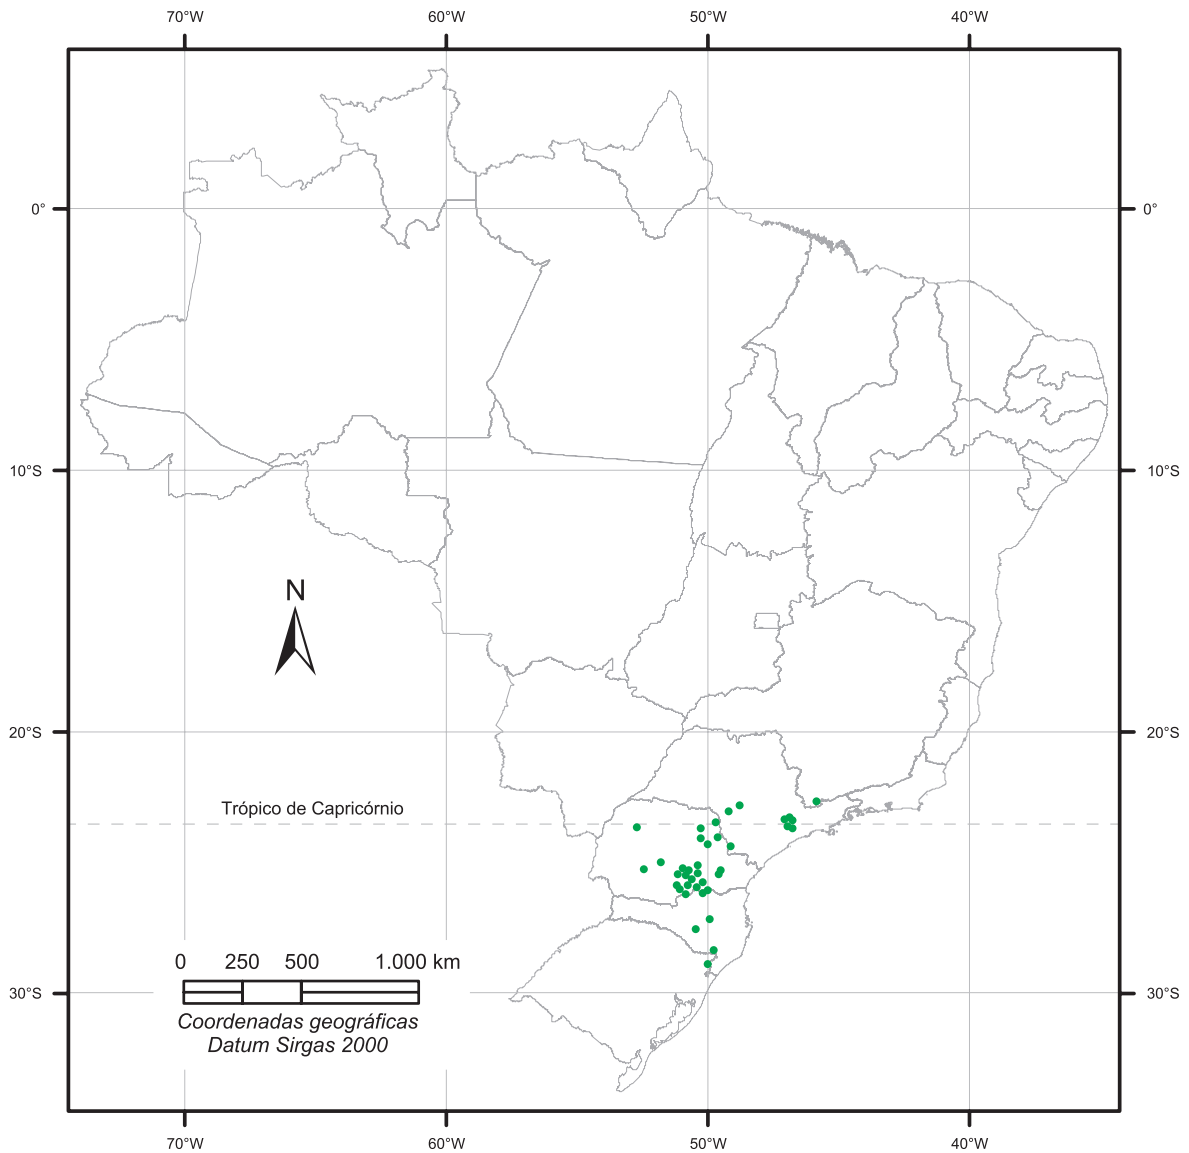 70°W 60°W 50°W 40°W
0° 0°
10°S 10°S
N
20°S 20°S
Trópico de Capricórnio
0 250 500 1.000 km
30°S 30°S
Coordenadas geográficas
Datum Sirgas 2000
70°W 60°W 50°W 40°W